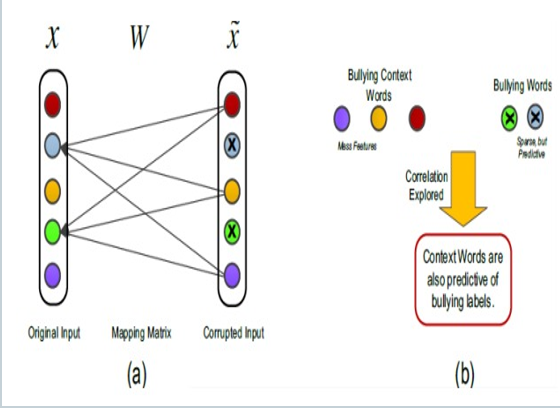 x W x̃
X
X
Original Input Mapping Matrix Corrupted Input
(a)
Bullying Context
Words
Mass Features
Bullying Words
X X
Sparse, but
Predictive
Correlation
Explored
Context Words are
also predictive of
bullying labels.
(b)